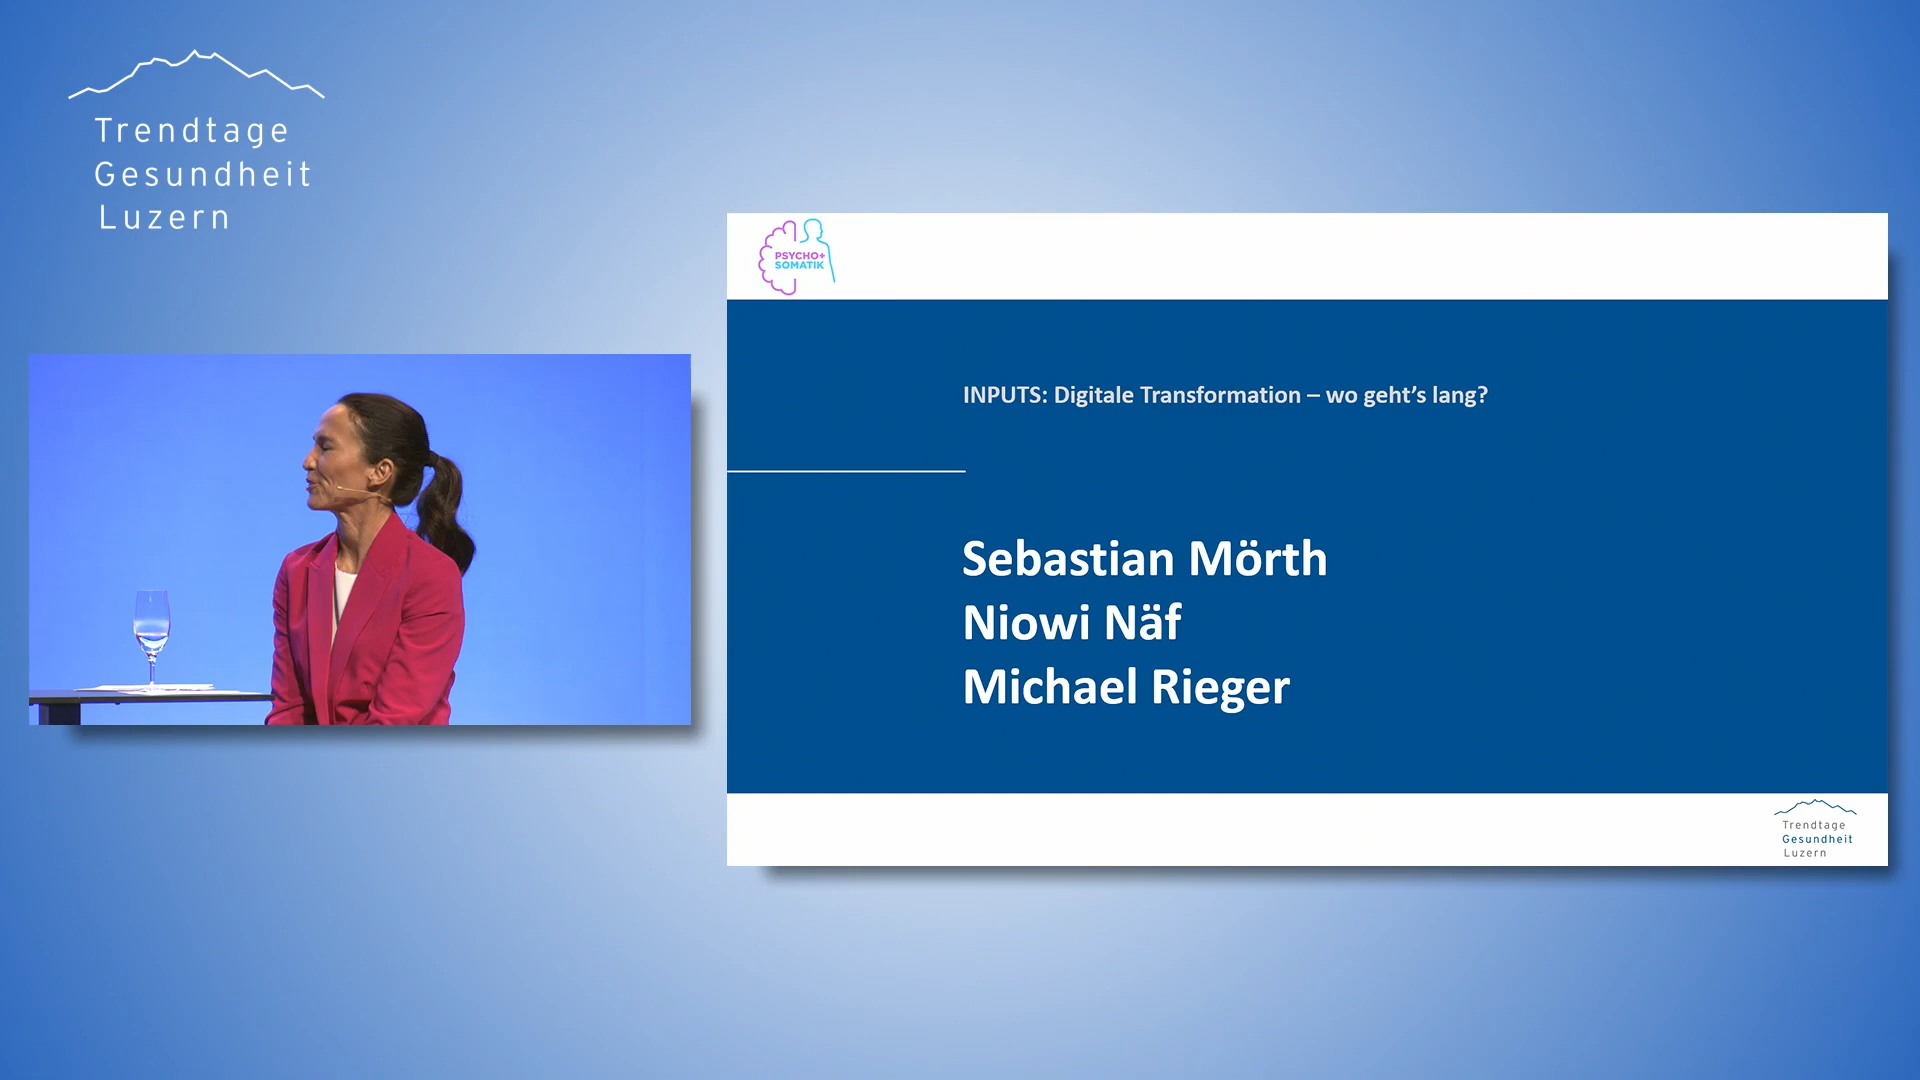 Trendtage
Gesundheit
Luzern
PSYCHO+
SOMATIK
INPUTS: Digitale Transformation – wo geht’s lang?
Sebastian Mörth
Niowi Näf
Michael Rieger
Trendtage
Gesundheit
Luzern